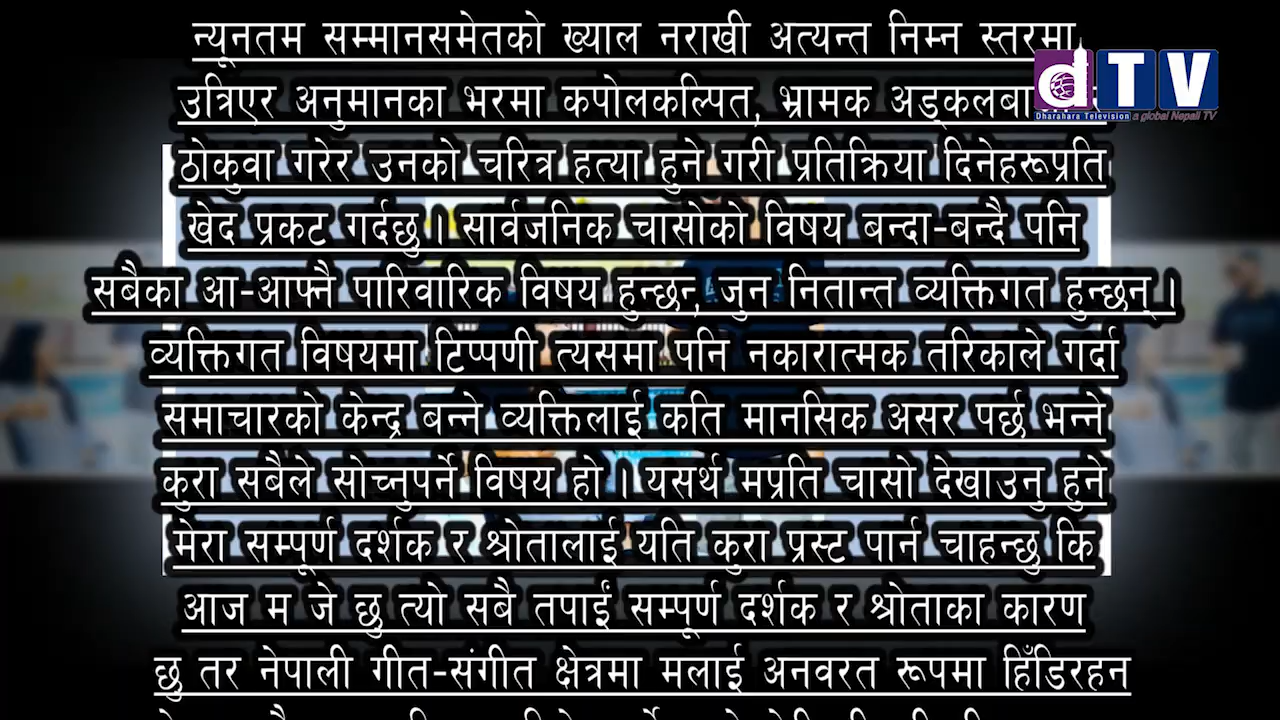 न्यूनतम सम्मानसमेतको ख्याल नराखी अत्यन्त निम्न स्तरमा
उत्रिएर अनुमानका भरमा कपोलकल्पित, भ्रामक
ठोकुवा गरेर उनको चरित्र हत्या हुने गरी प्रतिक्रिया दिनेहरूप्रति
खेद प्रकट गर्दछु । सार्वजनिक चासोको विषय बन्दा-बन्दै पनि
सबैका आ-आफ्नै पारिवारिक विषय हुन्छन्, जुन नितान्त व्यक्तिगत हुन्छन् ।
व्यक्तिगत विषयमा टिप्पणी त्यसमा पनि नकारात्मक तरिकाले गर्दा
समाचारको केन्द्र बन्ने व्यक्तिलाई कति मानसिक असर पर्छ भन्ने
कुरा सबैले सोच्नुपर्ने विषय हो । यसर्थ मप्रति चासो देखाउनु हुने
मेरा सम्पूर्ण दर्शक र श्रोतालाई यति कुरा प्रस्ट पार्न चाहन्छु कि
आज म जे छु त्यो सबै तपाईं सम्पूर्ण दर्शक र श्रोताका कारण
छु तर नेपाली गीत-संगीत क्षेत्रमा मलाई अनवरत रूपमा हिँडिरहन
dTV
Dharahara Television a global Nepali TV